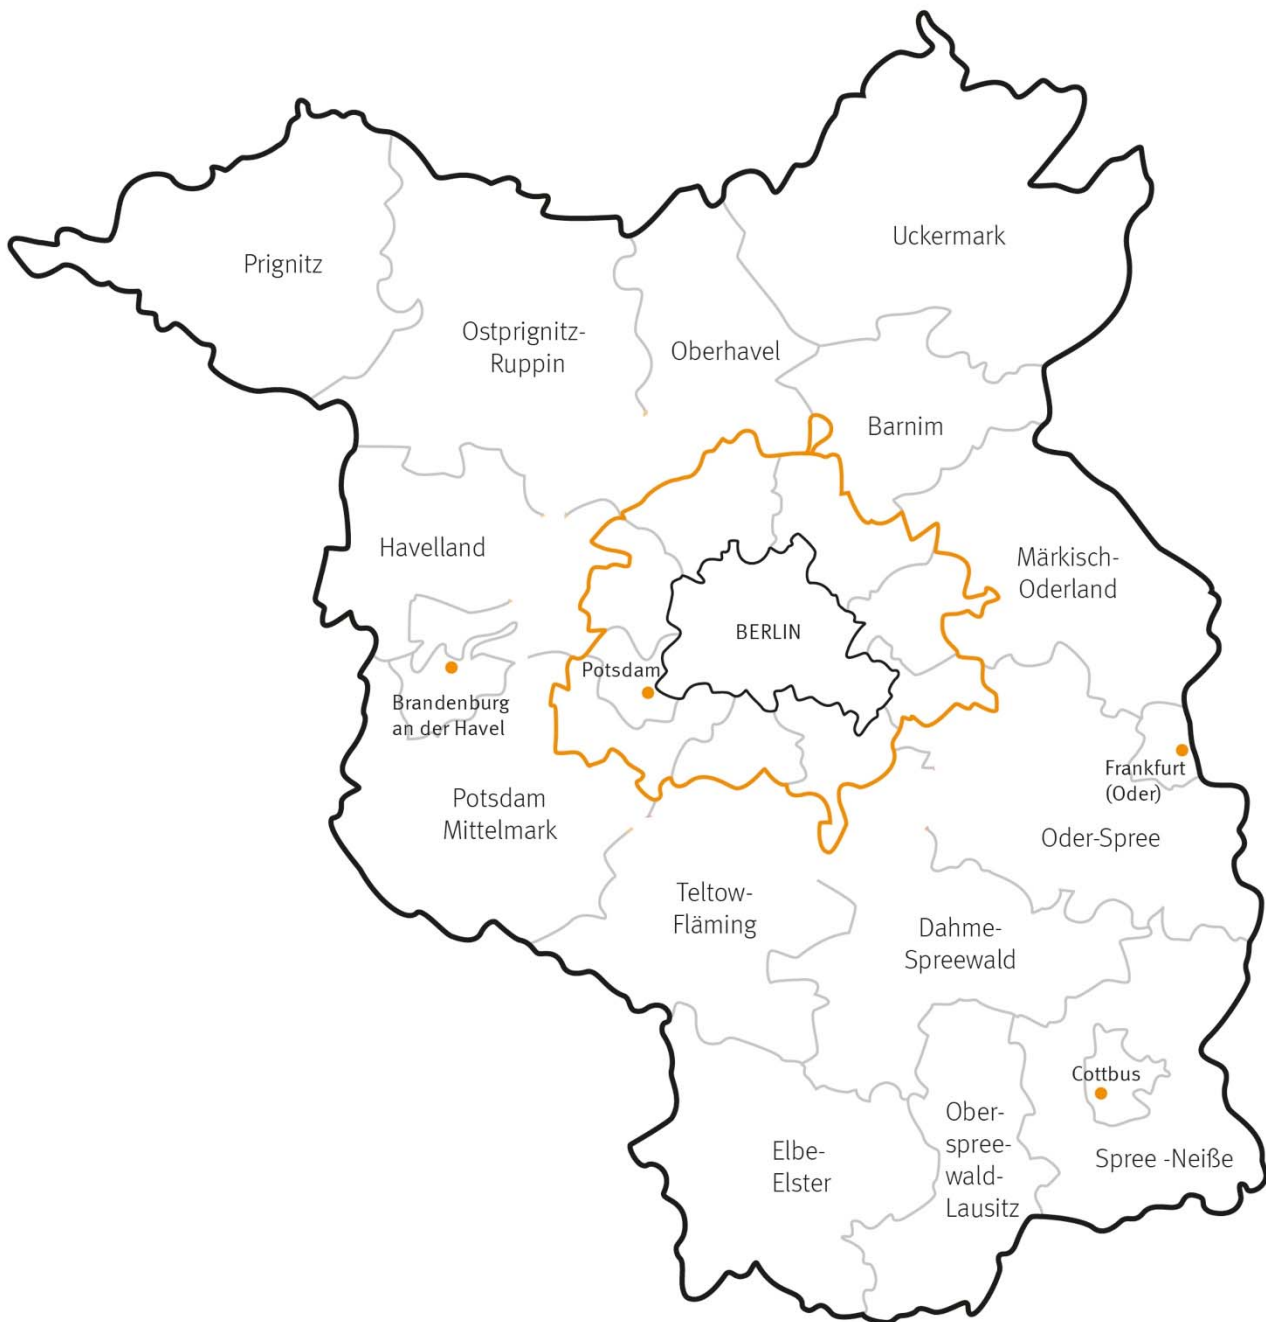 Uckermark
Prignitz
Ostprignitz-
Ruppin
Oberhavel
Barnim
Havelland
Märkisch-
Oderland
BERLIN
Potsdam
Brandenburg
an der Havel
Frankfurt
(Oder)
Potsdam
Mittelmark
Oder-Spree
Teltow-
Fläming
Dahme-
Spreewald
Cottbus
Elbe-
Elster
Ober-
spree-
wald-
Lausitz
Spree -Neiße